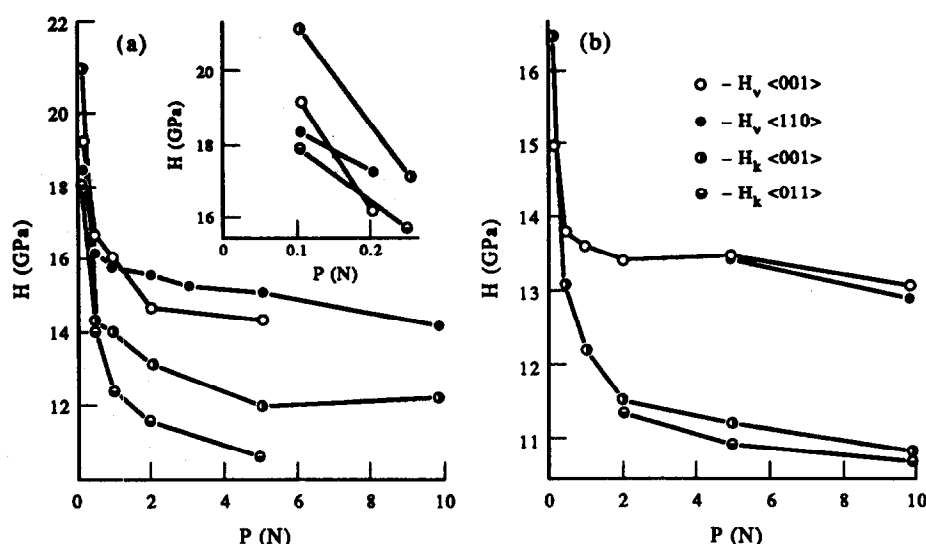 (a)
22
20
18
16
14
12
H (GPa)
0
2
4
6
8
10
P (N)
20
18
16
H (GPa)
0
0.1
0.2
P (N)
(b)
16
15
14
13
12
11
H (GPa)
0
2
4
6
8
10
P (N)
– Hᵥ <001>
– Hᵥ <110>
– Hₖ <001>
– Hₖ <011>